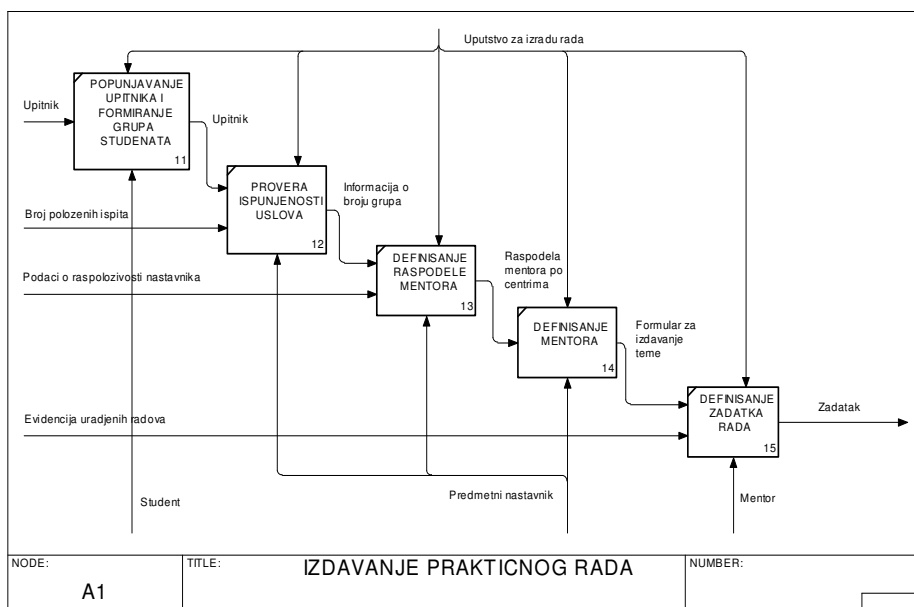 Uputstvo za izradu rada
Upitnik
POPUNJAVANJE
UPITNIKA I
FORMIRANJE
GRUPA
STUDENATA
11
Upitnik
Broj polozenih ispita
PROVERA
ISPUNJENOSTI
USLOVA
12
Informacija o
broju grupa
Podaci o raspolozivosti nastavnika
DEFINISANJE
RASPODELE
MENTORA
13
Raspodela
mentora po
centrima
DEFINISANJE
MENTORA
14
Formular za
izdavanje
teme
Evidencija uradjenih radova
DEFINISANJE
ZADATKA
RADA
15
Zadatak
Student
Predmetni nastavnik
Mentor
NODE:
A1
TITLE:
IZDAVANJE PRAKTICNOG RADA
NUMBER: